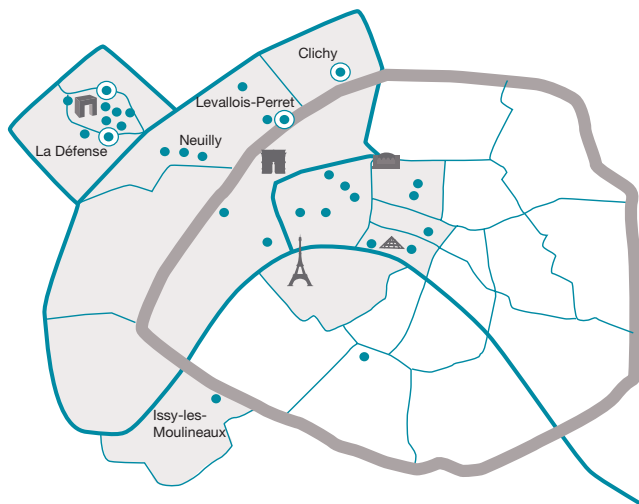 Clichy
Levallois-Perret
Neuilly
La Défense
Issy-les-
Moulineaux